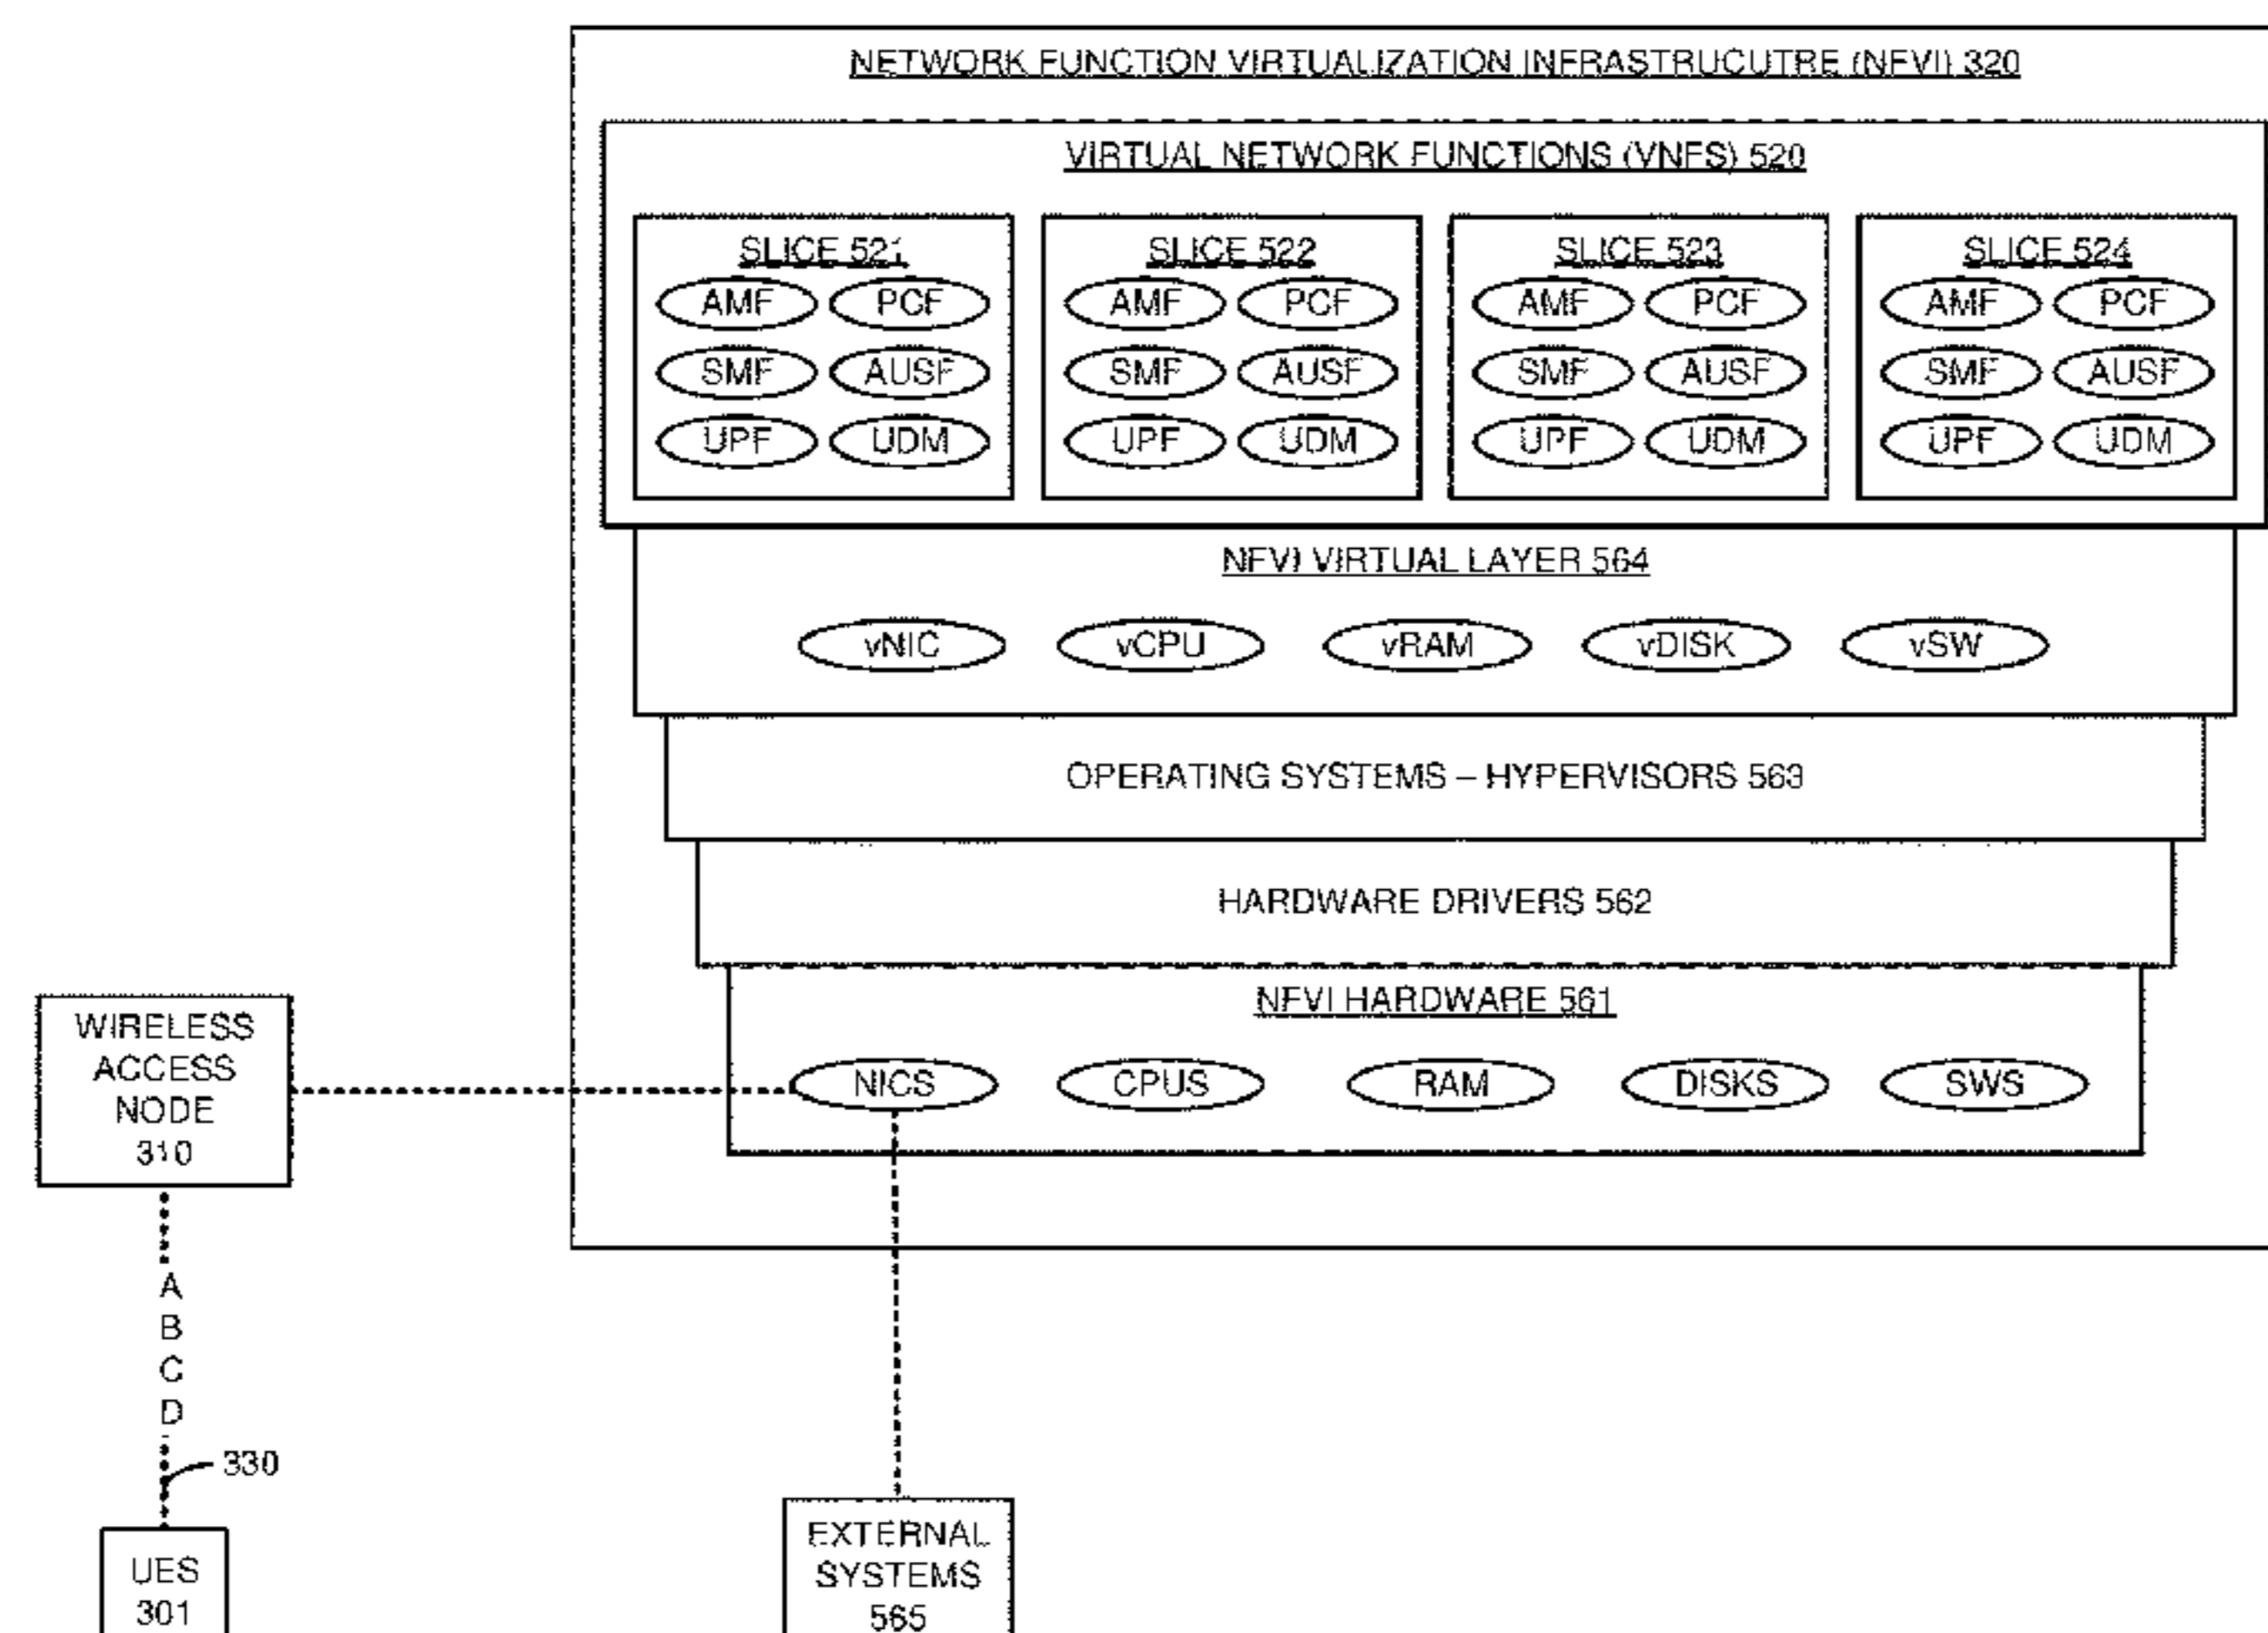 NETWORK FUNCTION VIRTUALIZATION INFRASTRUCUTRE (NFVI) 320
VIRTUAL NETWORK FUNCTIONS (VNFS) 520
SLICE 521
AMF PCF
SMF AUSF
UPF UDM
SLICE 522
AMF PCF
SMF AUSF
UPF UDM
SLICE 523
AMF PCF
SMF AUSF
UPF UDM
SLICE 524
AMF PCF
SMF AUSF
UPF UDM
NFVI VIRTUAL LAYER 564
vNIC vCPU vRAM vDISK vSW
OPERATING SYSTEMS – HYPERVISORS 563
HARDWARE DRIVERS 562
NFVI HARDWARE 561
NICS CPUS RAM DISKS SWS
WIRELESS
ACCESS
NODE
310
A
B
C
D
330
UES
301
EXTERNAL
SYSTEMS
565